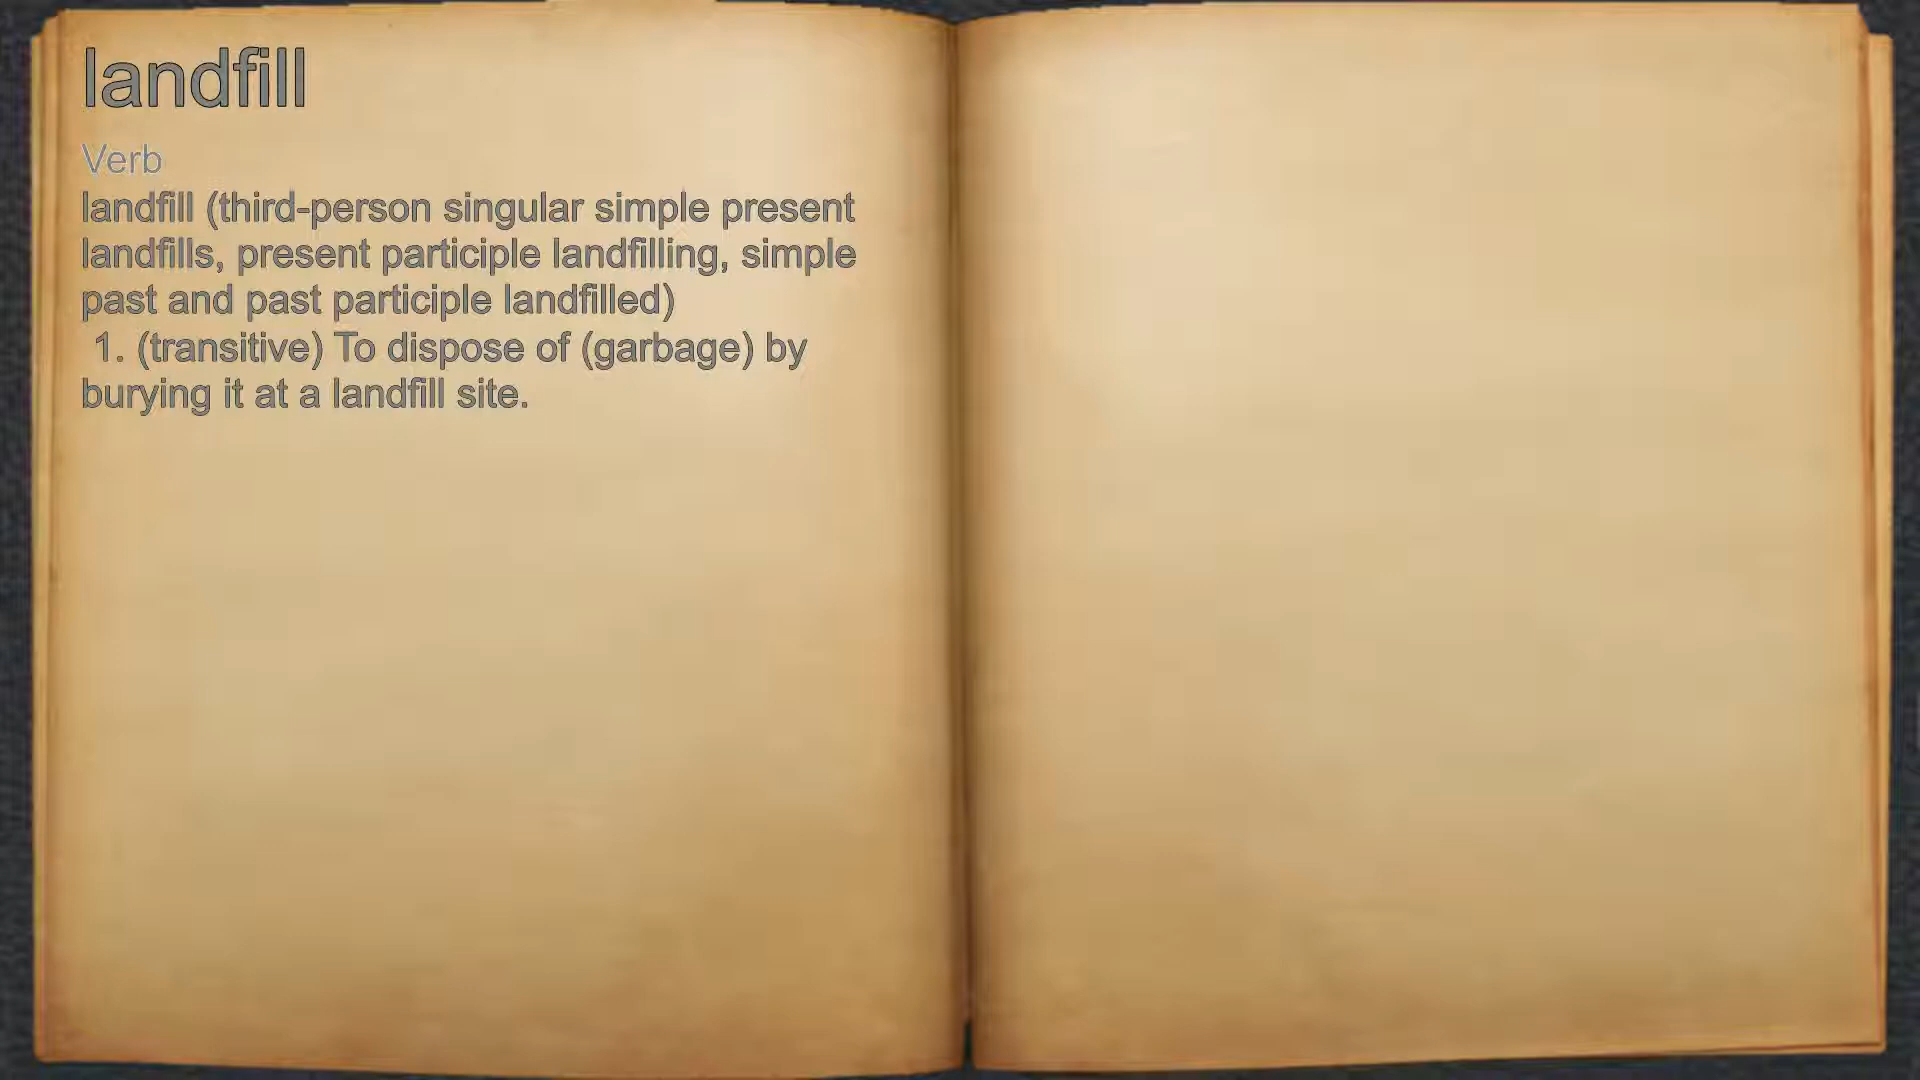 landfill
Verb
landfill (third-person singular simple present
landfills, present participle landfilling, simple
past and past participle landfilled)
1. (transitive) To dispose of (garbage) by
burying it at a landfill site.